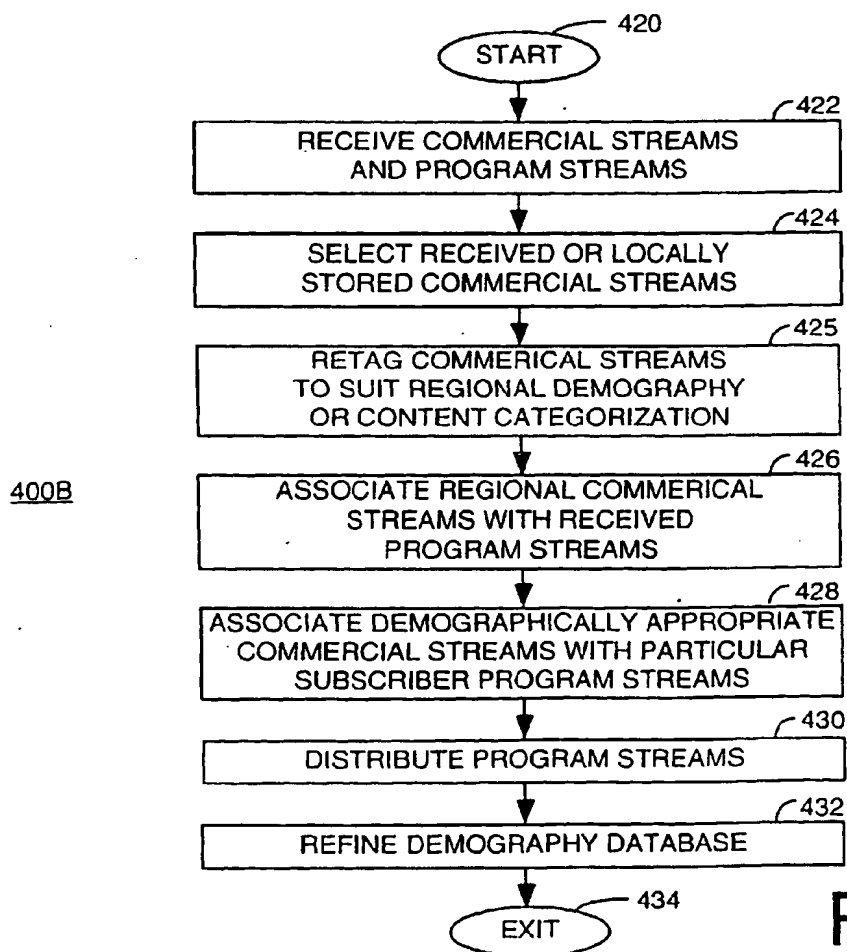 420
START
422
RECEIVE COMMERCIAL STREAMS
AND PROGRAM STREAMS
424
SELECT RECEIVED OR LOCALLY
STORED COMMERCIAL STREAMS
425
RETAG COMMERICAL STREAMS
TO SUIT REGIONAL DEMOGRAPHY
OR CONTENT CATEGORIZATION
426
400B
ASSOCIATE REGIONAL COMMERICAL
STREAMS WITH RECEIVED
PROGRAM STREAMS
428
ASSOCIATE DEMOGRAPHICALLY APPROPRIATE
COMMERCIAL STREAMS WITH PARTICULAR
SUBSCRIBER PROGRAM STREAMS
430
DISTRIBUTE PROGRAM STREAMS
432
REFINE DEMOGRAPHY DATABASE
434
EXIT